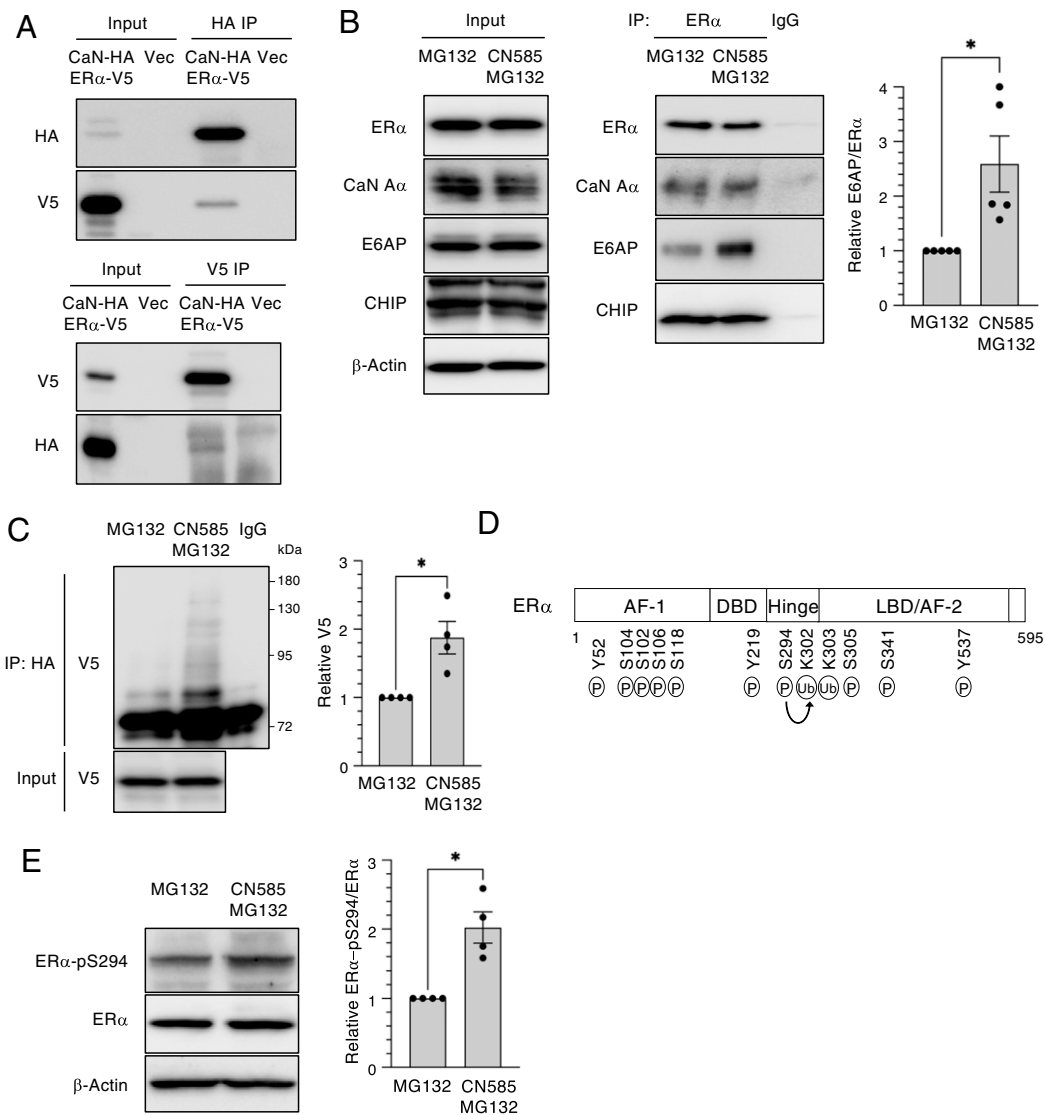 A
Input
HA IP
CaN-HA Vec
ERα-V5
CaN-HA Vec
ERα-V5
HA
V5
Input
V5 IP
CaN-HA Vec
ERα-V5
CaN-HA Vec
ERα-V5
V5
HA
B
Input
MG132 CN585
MG132
ERα
CaN Aα
E6AP
CHIP
β-Actin
IP: ERα IgG
MG132 CN585
MG132
ERα
CaN Aα
E6AP
CHIP
*
Relative E6AP/ERα
4
3
2
1
0
MG132 CN585
MG132
C
MG132 CN585 IgG
MG132
kDa
180
130
95
72
IP: HA V5
Input V5
*
Relative V5
3
2
1
0
MG132 CN585
MG132
D
ERα
AF-1 DBD Hinge LBD/AF-2
1 595
Y52 S104 S102 S106 S118 Y219 S294 K302 K303 S305 S341 Y537
P P P P P P P Ub Ub P P P
E
MG132 CN585
MG132
ERα-pS294
ERα
β-Actin
*
Relative ERα–pS294/ERα
3
2
1
0
MG132 CN585
MG132